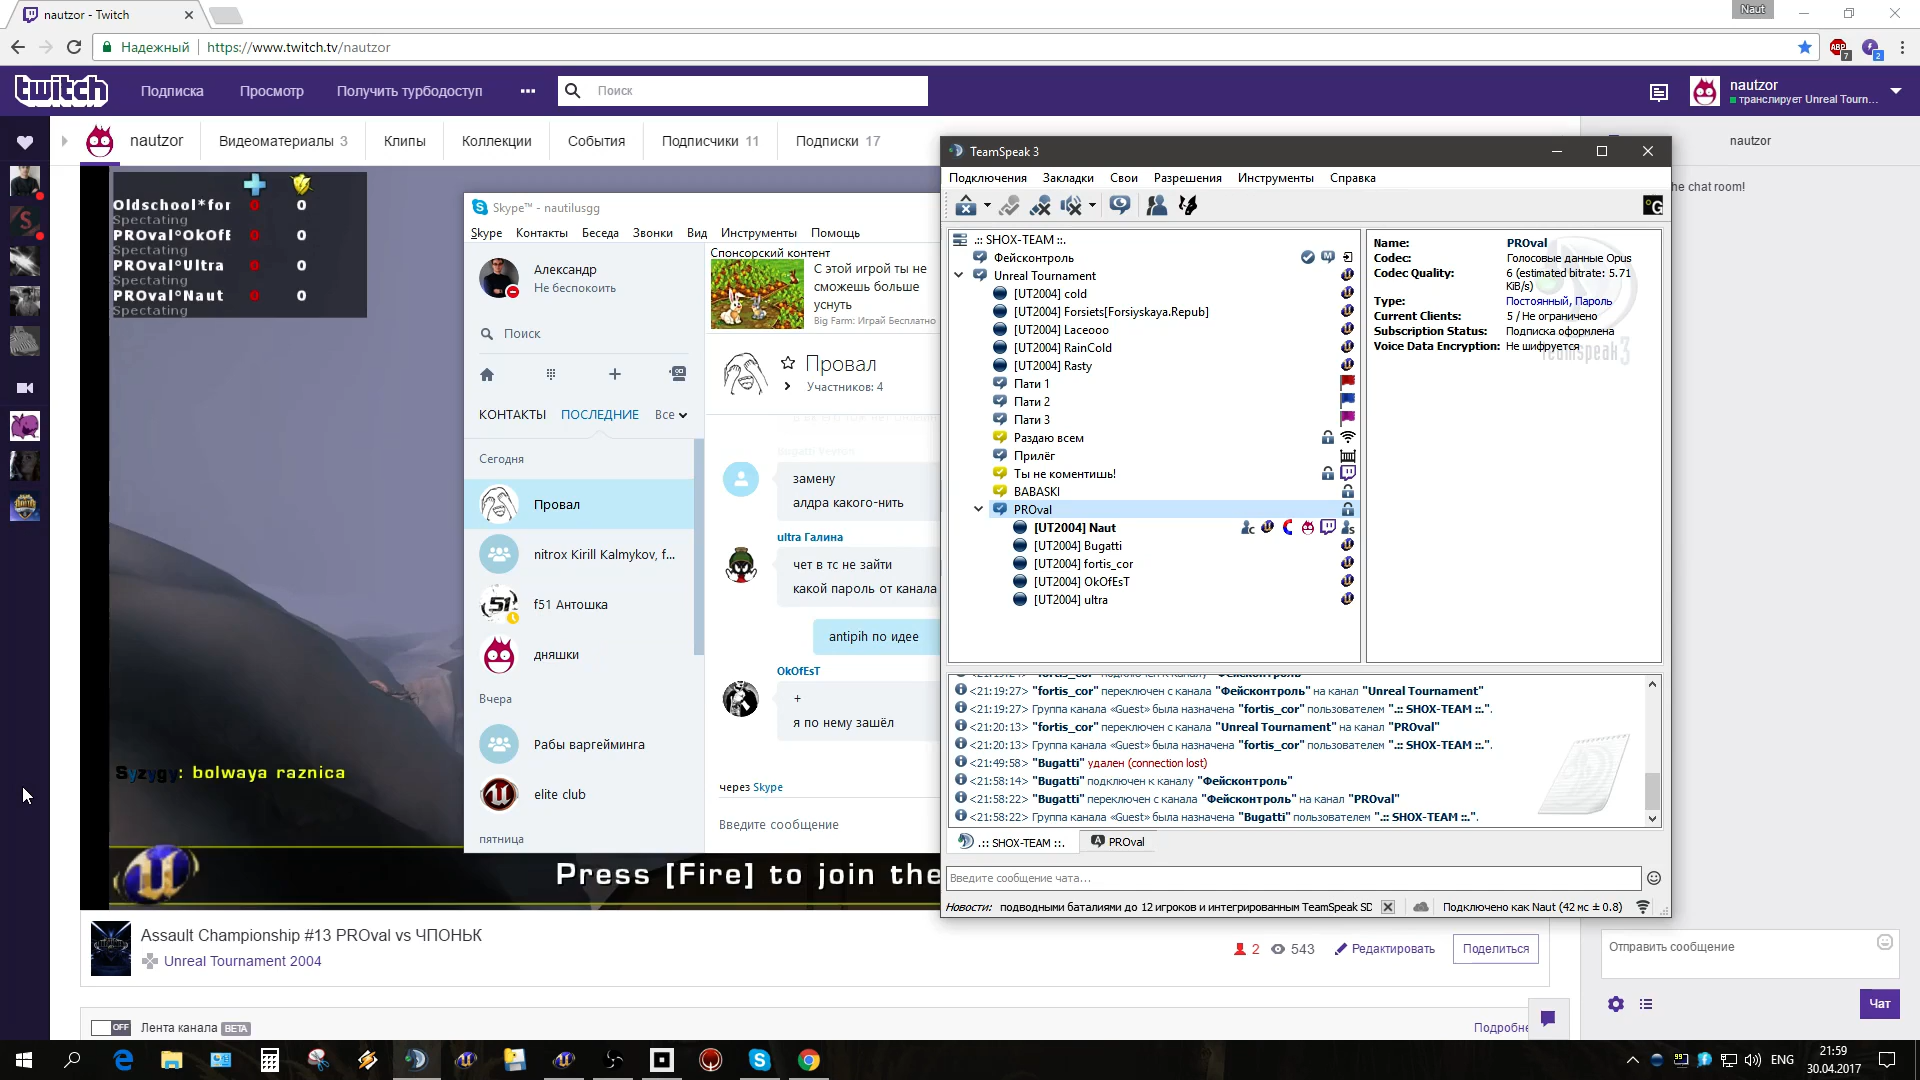 nautzor - Twitch
Naut
Надежный
https://www.twitch.tv/nautzor
ABP
7
2
twitch
Подписка
Просмотр
Получить турбодоступ
Поиск
nautzor
транслирует Unreal Tourn...
nautzor
Видеоматериалы 3
Клипы
Коллекции
События
Подписчики 11
Подписки 17
nautzor
he chat room!
Oldschool*for 0 0
Spectating
PROval°OkOfE 0 0
Spectating
PROval°Ultra 0 0
Spectating
PROval°Naut 0 0
Spectating
Syzygy: bolwaya raznica
Press [Fire] to join the
Skype™ - nautilusgg
Skype Контакты Беседа Звонки Вид Инструменты Помощь
Александр
Не беспокоить
Поиск
КОНТАКТЫ ПОСЛЕДНИЕ Все
Сегодня
Провал
nitrox Kirill Kalmykov, f...
f51 Антошка
дняшки
Вчера
Рабы варгейминга
elite club
пятница
Спонсорский контент
С этой игрой ты не
сможешь больше
уснуть
Big Farm: Играй Бесплатно
Провал
Участников: 4
замену
алдра какого-нить
ultra Галина
чет в тс не зайти
какой пароль от канала
antipih по идее
OkOfEsT
+
я по нему зашёл
через Skype
Введите сообщение
TeamSpeak 3
Подключения Закладки Свои Разрешения Инструменты Справка
.:: SHOX-TEAM ::.
Фейсконтроль
Unreal Tournament
[UT2004] cold
[UT2004] Forsiets[Forsiyskaya.Repub]
[UT2004] Laceooo
[UT2004] RainCold
[UT2004] Rasty
Пати 1
Пати 2
Пати 3
Раздаю всем
Прилёг
Ты не коментишь!
BABASKI
PROval
[UT2004] Naut
[UT2004] Bugatti
[UT2004] fortis_cor
[UT2004] OkOfEsT
[UT2004] ultra
Name: PROval
Codec: Голосовые данные Opus
Codec Quality: 6 (estimated bitrate: 5.71
KiB/s)
Type: Постоянный, Пароль
Current Clients: 5 / Не ограничено
Subscription Status: Подписка оформлена
Voice Data Encryption: Не шифруется
teamspeak3
<21:19:27> "fortis_cor" переключен с канала "Фейсконтроль" на канал "Unreal Tournament"
<21:19:27> Группа канала «Guest» была назначена "fortis_cor" пользователем ".:: SHOX-TEAM ::.".
<21:20:13> "fortis_cor" переключен с канала "Unreal Tournament" на канал "PROval"
<21:20:13> Группа канала «Guest» была назначена "fortis_cor" пользователем ".:: SHOX-TEAM ::.".
<21:49:58> "Bugatti" удален (connection lost)
<21:58:14> "Bugatti" подключен к каналу "Фейсконтроль"
<21:58:22> "Bugatti" переключен с канала "Фейсконтроль" на канал "PROval"
<21:58:22> Группа канала «Guest» была назначена "Bugatti" пользователем ".:: SHOX-TEAM ::.".
.:: SHOX-TEAM ::.
PROval
Введите сообщение чата...
Новости: подводными баталиями до 12 игроков и интегрированным TeamSpeak SD
Подключено как Naut (42 мс ± 0.8)
Assault Championship #13 PROval vs ЧПОНЬК
Unreal Tournament 2004
2
543
Редактировать
Поделиться
OFF
Лента канала BETA
Подробне
Отправить сообщение
Чат
ENG
21:59
30.04.2017